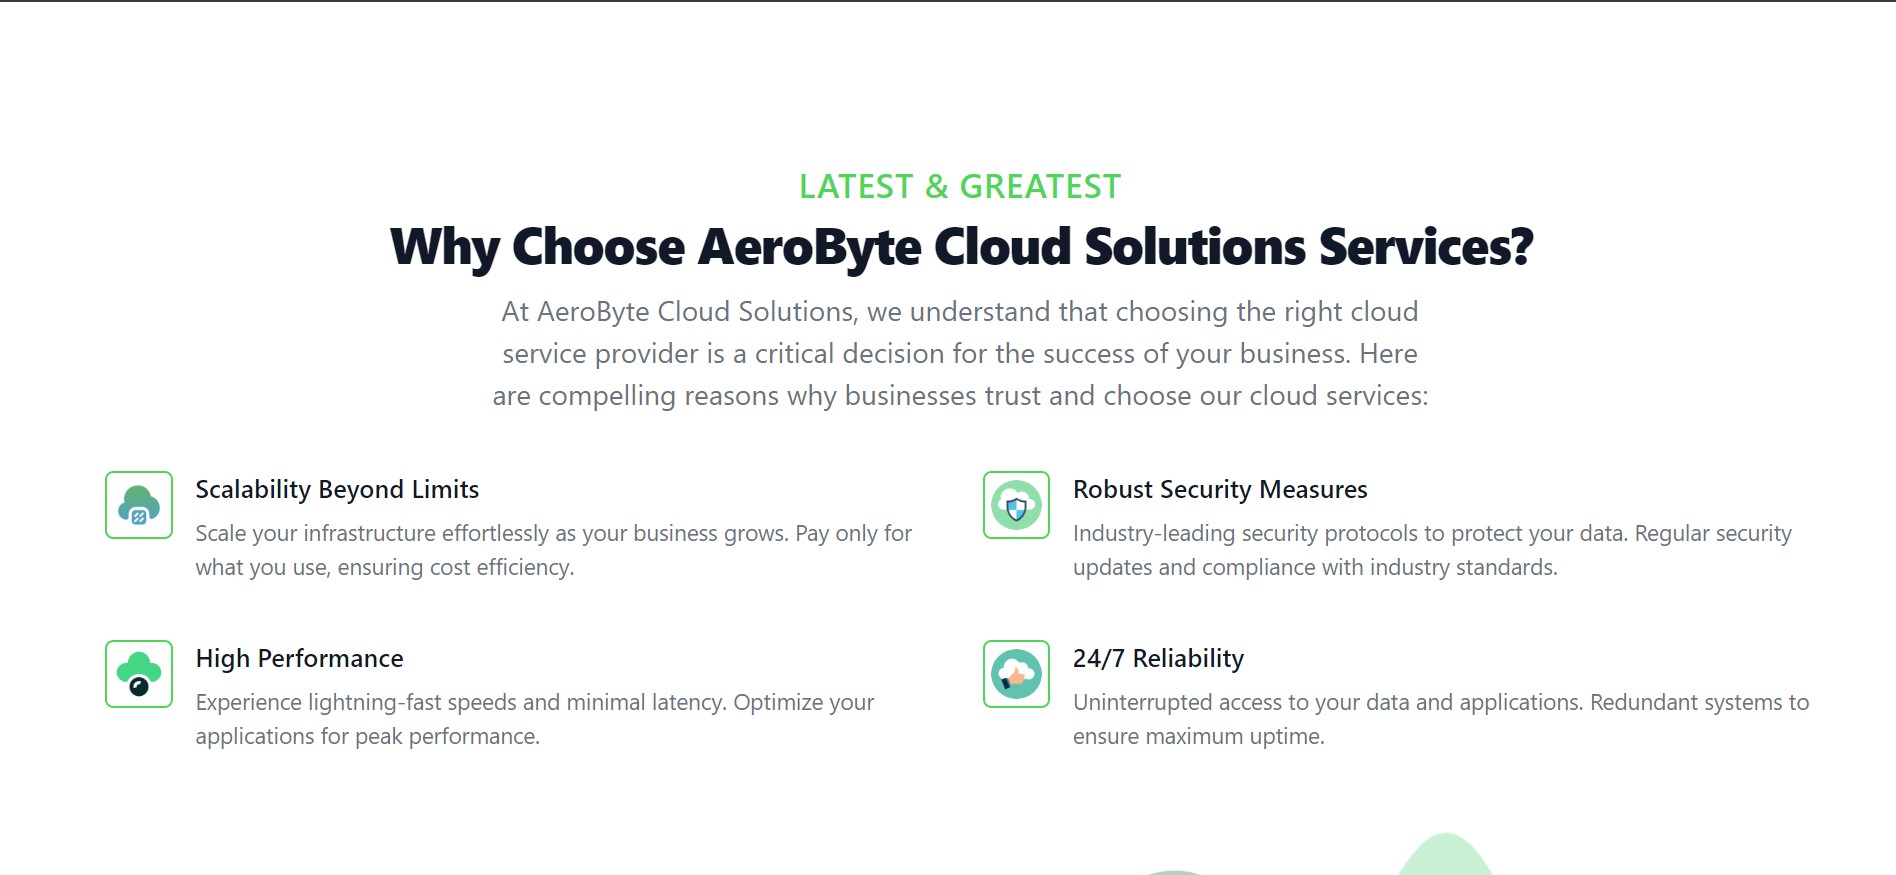 LATEST & GREATEST
Why Choose AeroByte Cloud Solutions Services?
At AeroByte Cloud Solutions, we understand that choosing the right cloud
service provider is a critical decision for the success of your business. Here
are compelling reasons why businesses trust and choose our cloud services:
Scalability Beyond Limits
Scale your infrastructure effortlessly as your business grows. Pay only for
what you use, ensuring cost efficiency.
Robust Security Measures
Industry-leading security protocols to protect your data. Regular security
updates and compliance with industry standards.
High Performance
Experience lightning-fast speeds and minimal latency. Optimize your
applications for peak performance.
24/7 Reliability
Uninterrupted access to your data and applications. Redundant systems to
ensure maximum uptime.